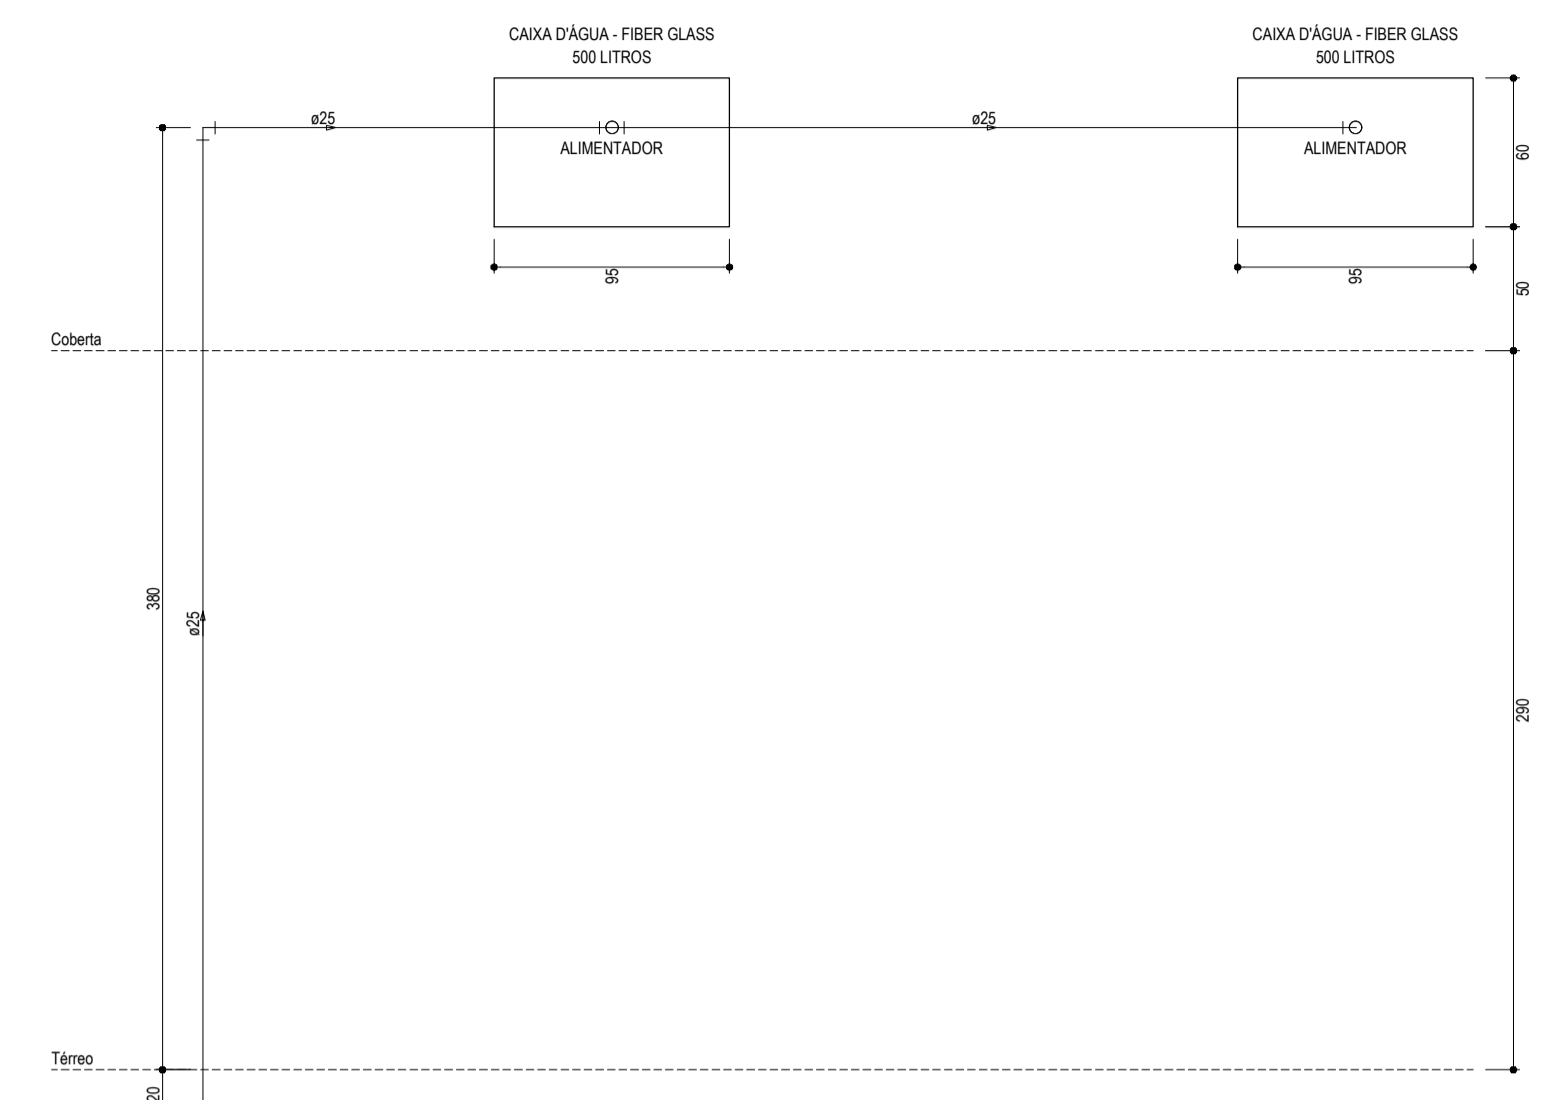 CAIXA D'ÁGUA - FIBER GLASS
500 LITROS
CAIXA D'ÁGUA - FIBER GLASS
500 LITROS
ø25
ø25
ALIMENTADOR
ALIMENTADOR
60
95
95
50
Coberta
380
ø25
290
Térreo
20